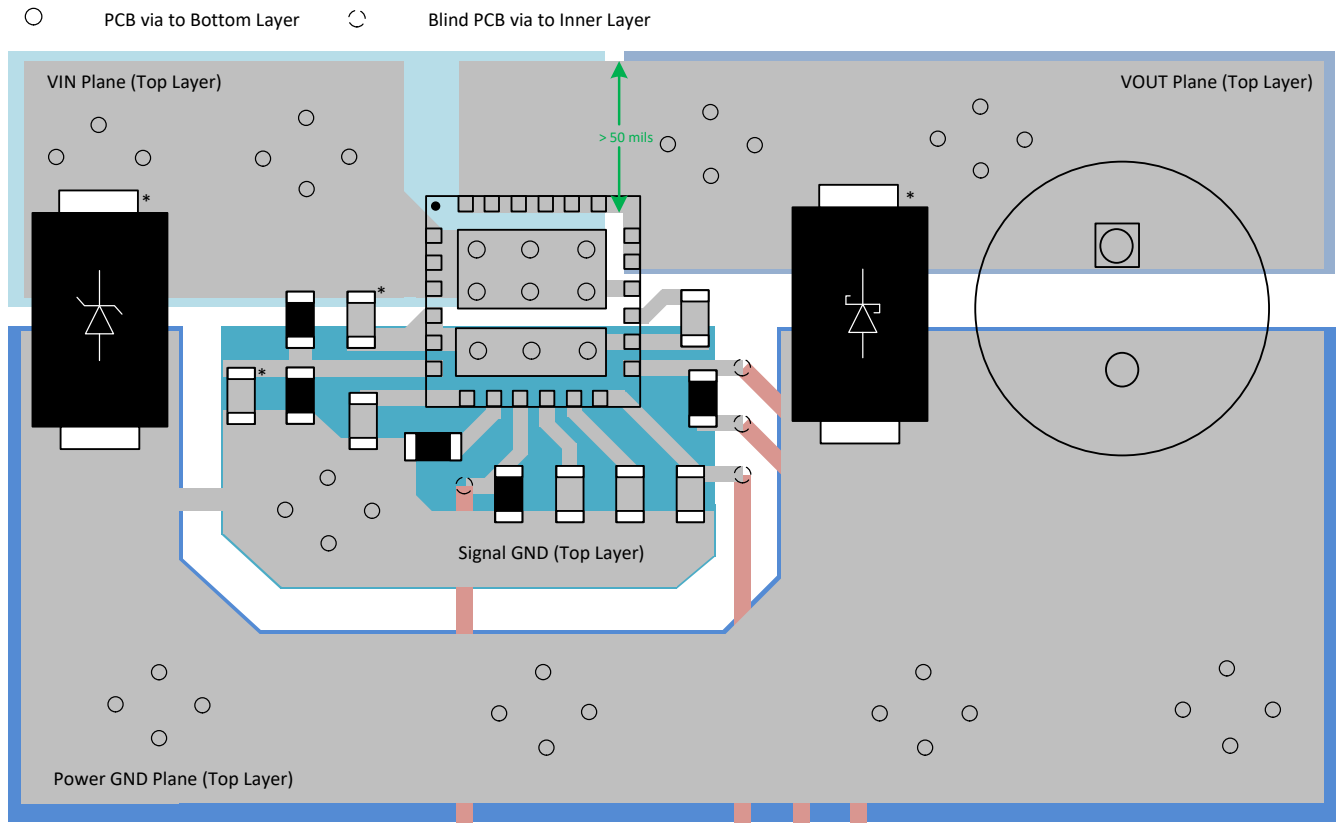 PCB via to Bottom Layer
Blind PCB via to Inner Layer
VIN Plane (Top Layer)
VOUT Plane (Top Layer)
> 50 mils
*
*
*
*
Signal GND (Top Layer)
Power GND Plane (Top Layer)